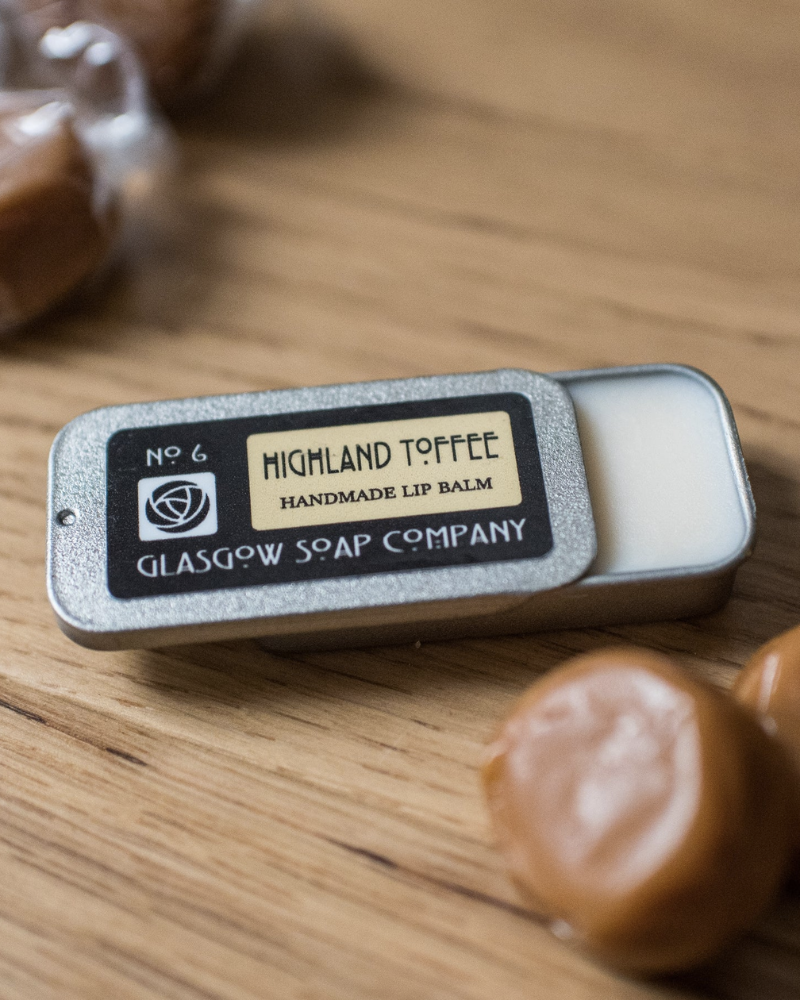 Nº 6
HIGHLAND TOFFEE
HANDMADE LIP BALM
GLASGOW SOAP COMPANY